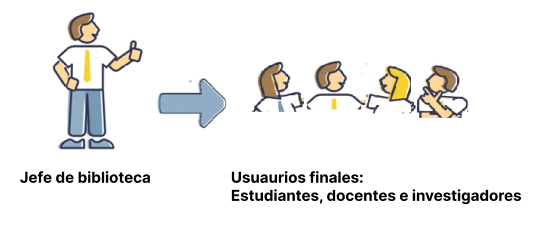 Jefe de biblioteca
Usuaurios finales:
Estudiantes, docentes e investigadores